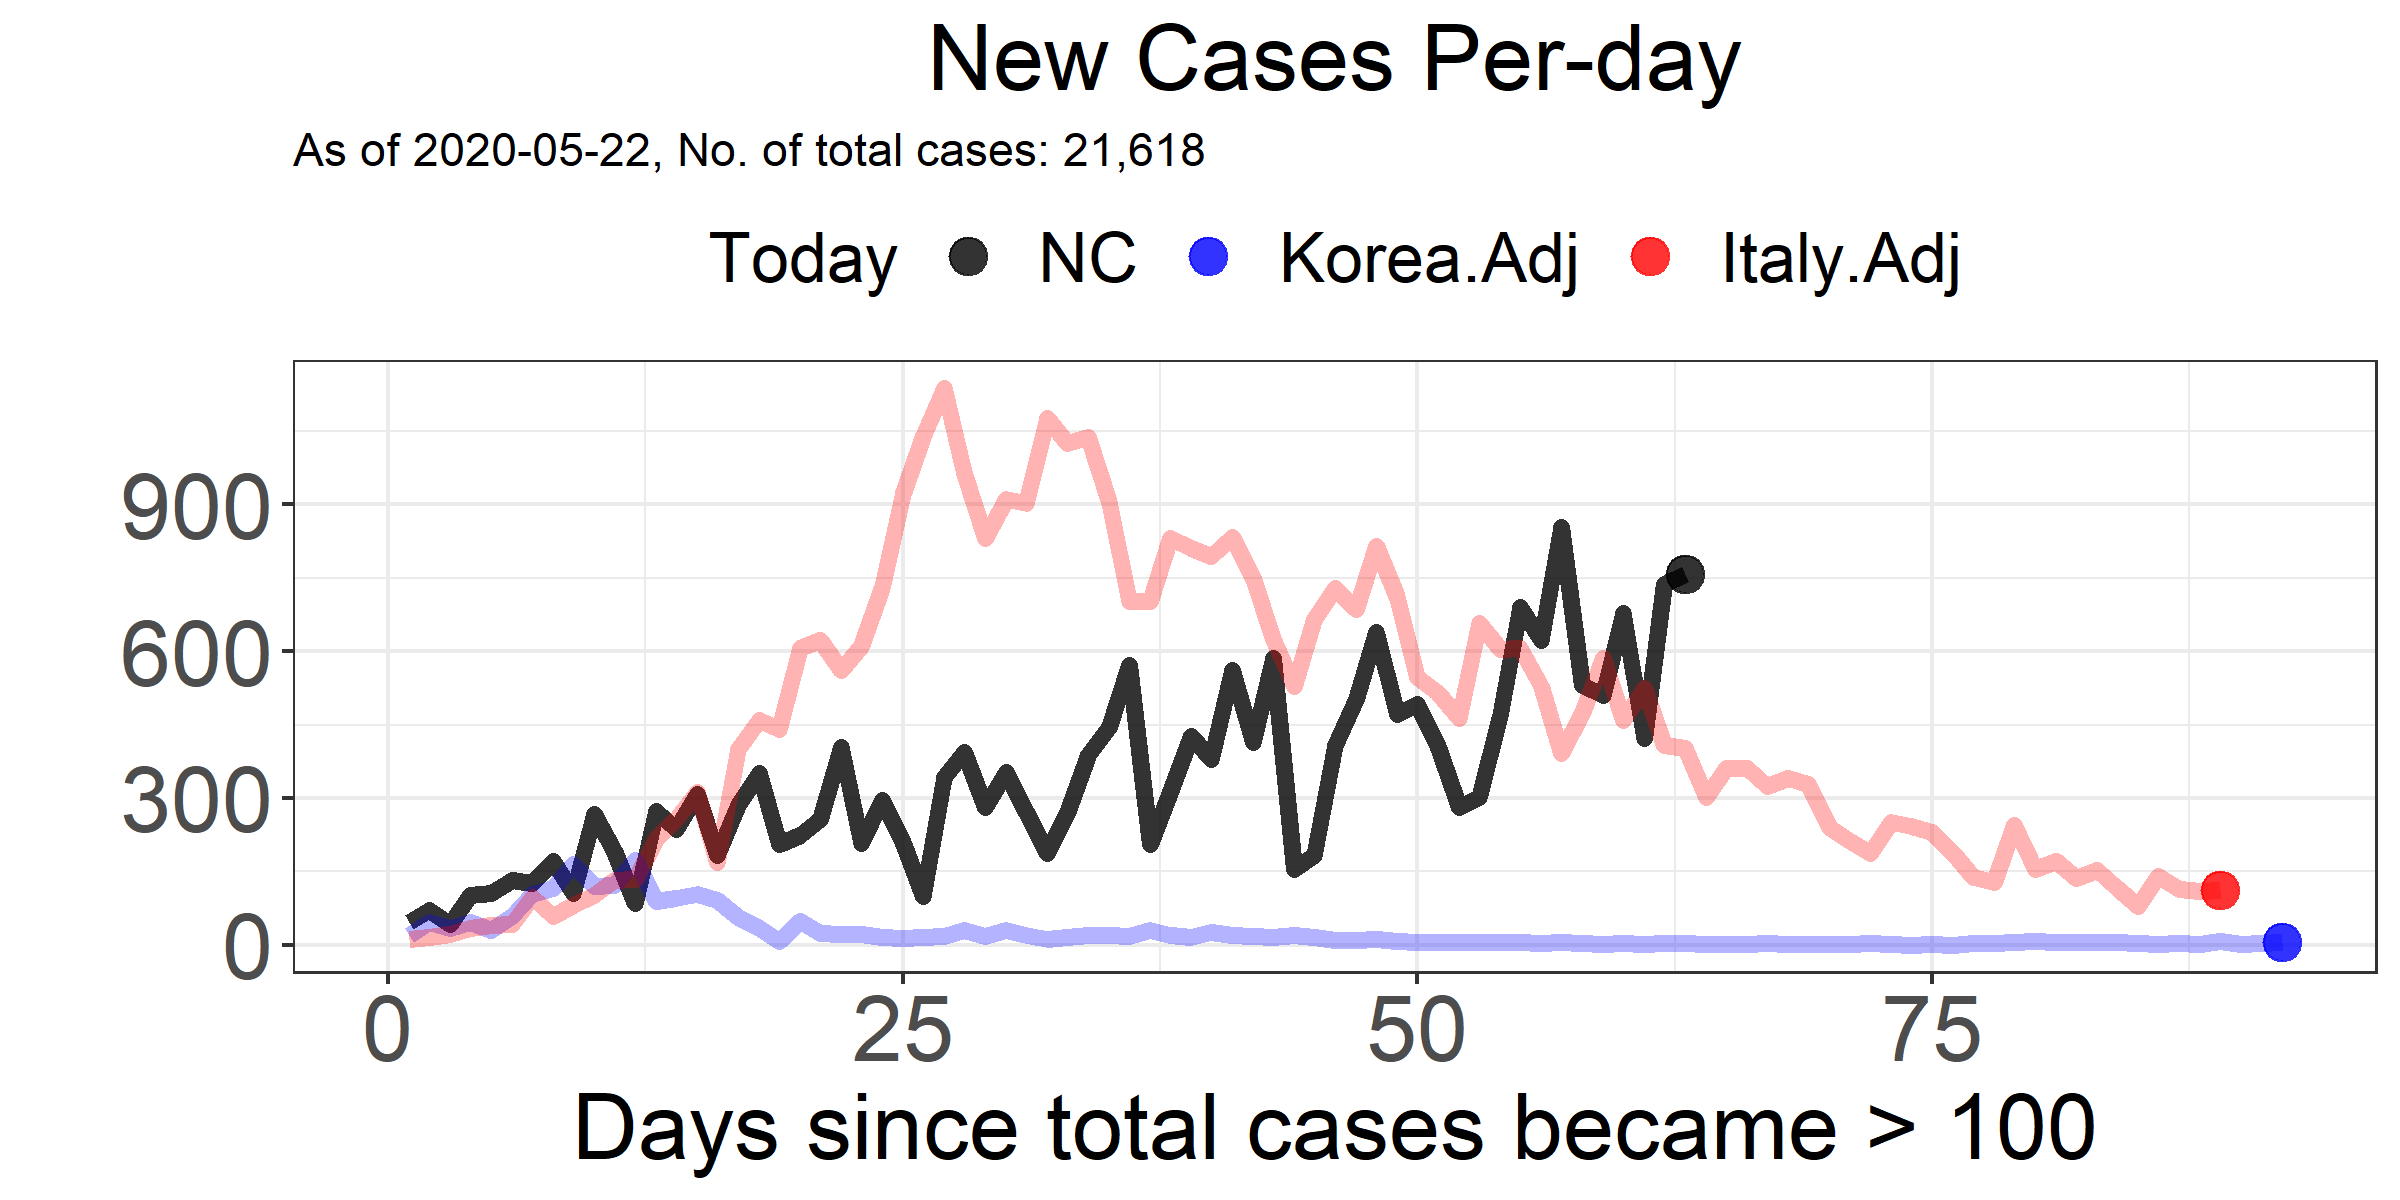 New Cases Per-day
As of 2020-05-22, No. of total cases: 21,618
Today NC Korea.Adj Italy.Adj
900
600
300
0
0 25 50 75
Days since total cases became > 100